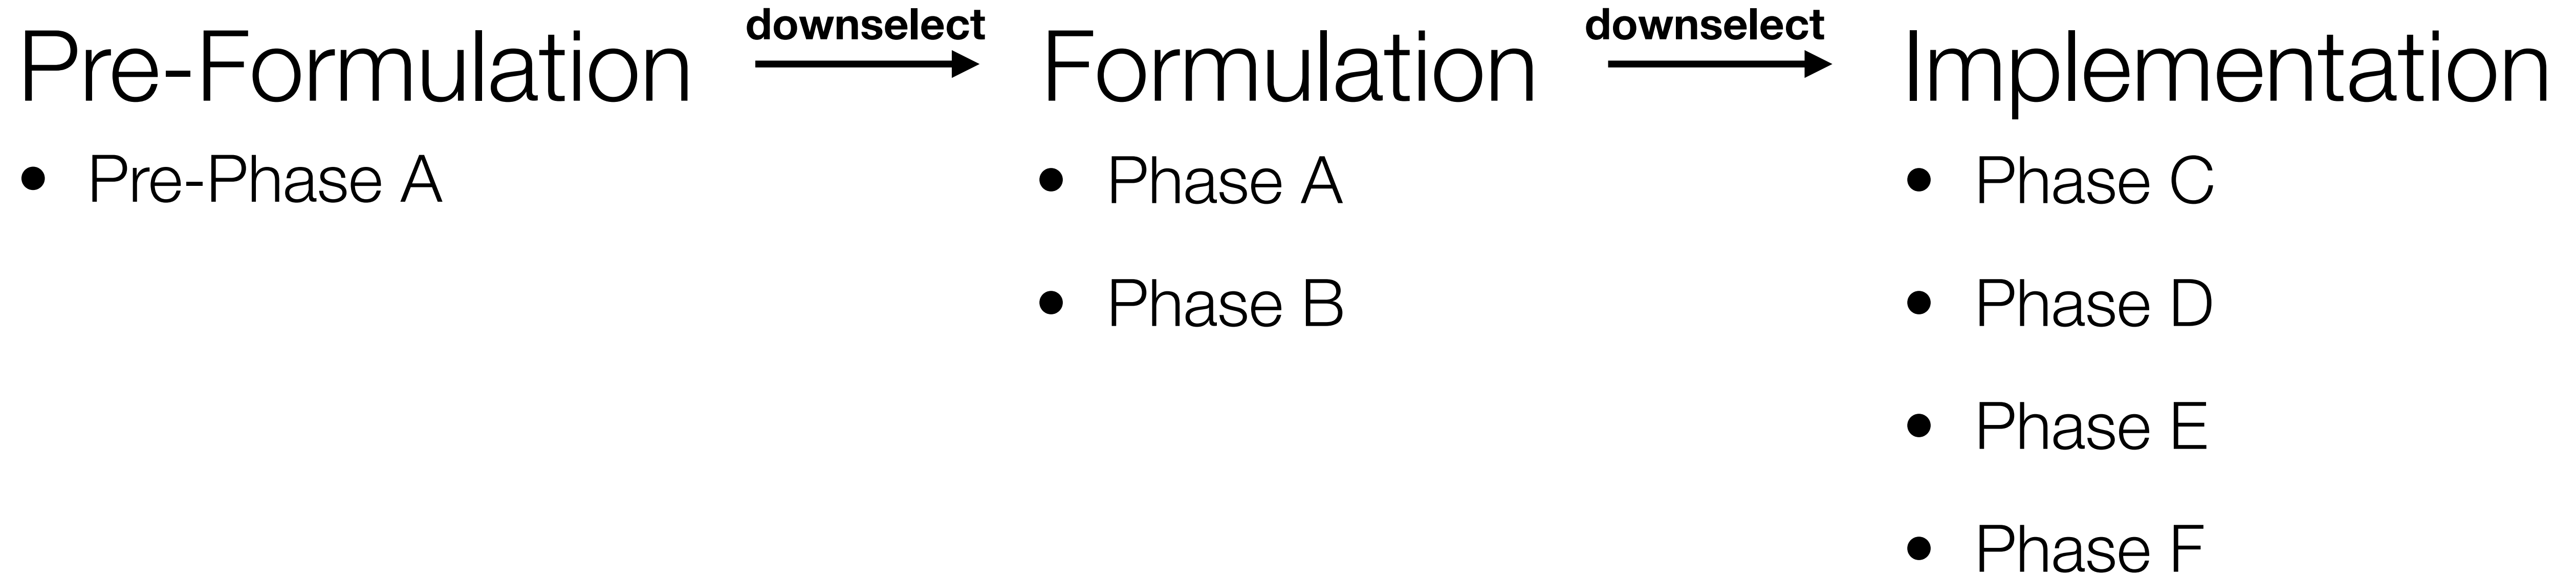 Pre-Formulation
downselect
Formulation
downselect
Implementation
• Pre-Phase A
• Phase A
• Phase B
• Phase C
• Phase D
• Phase E
• Phase F